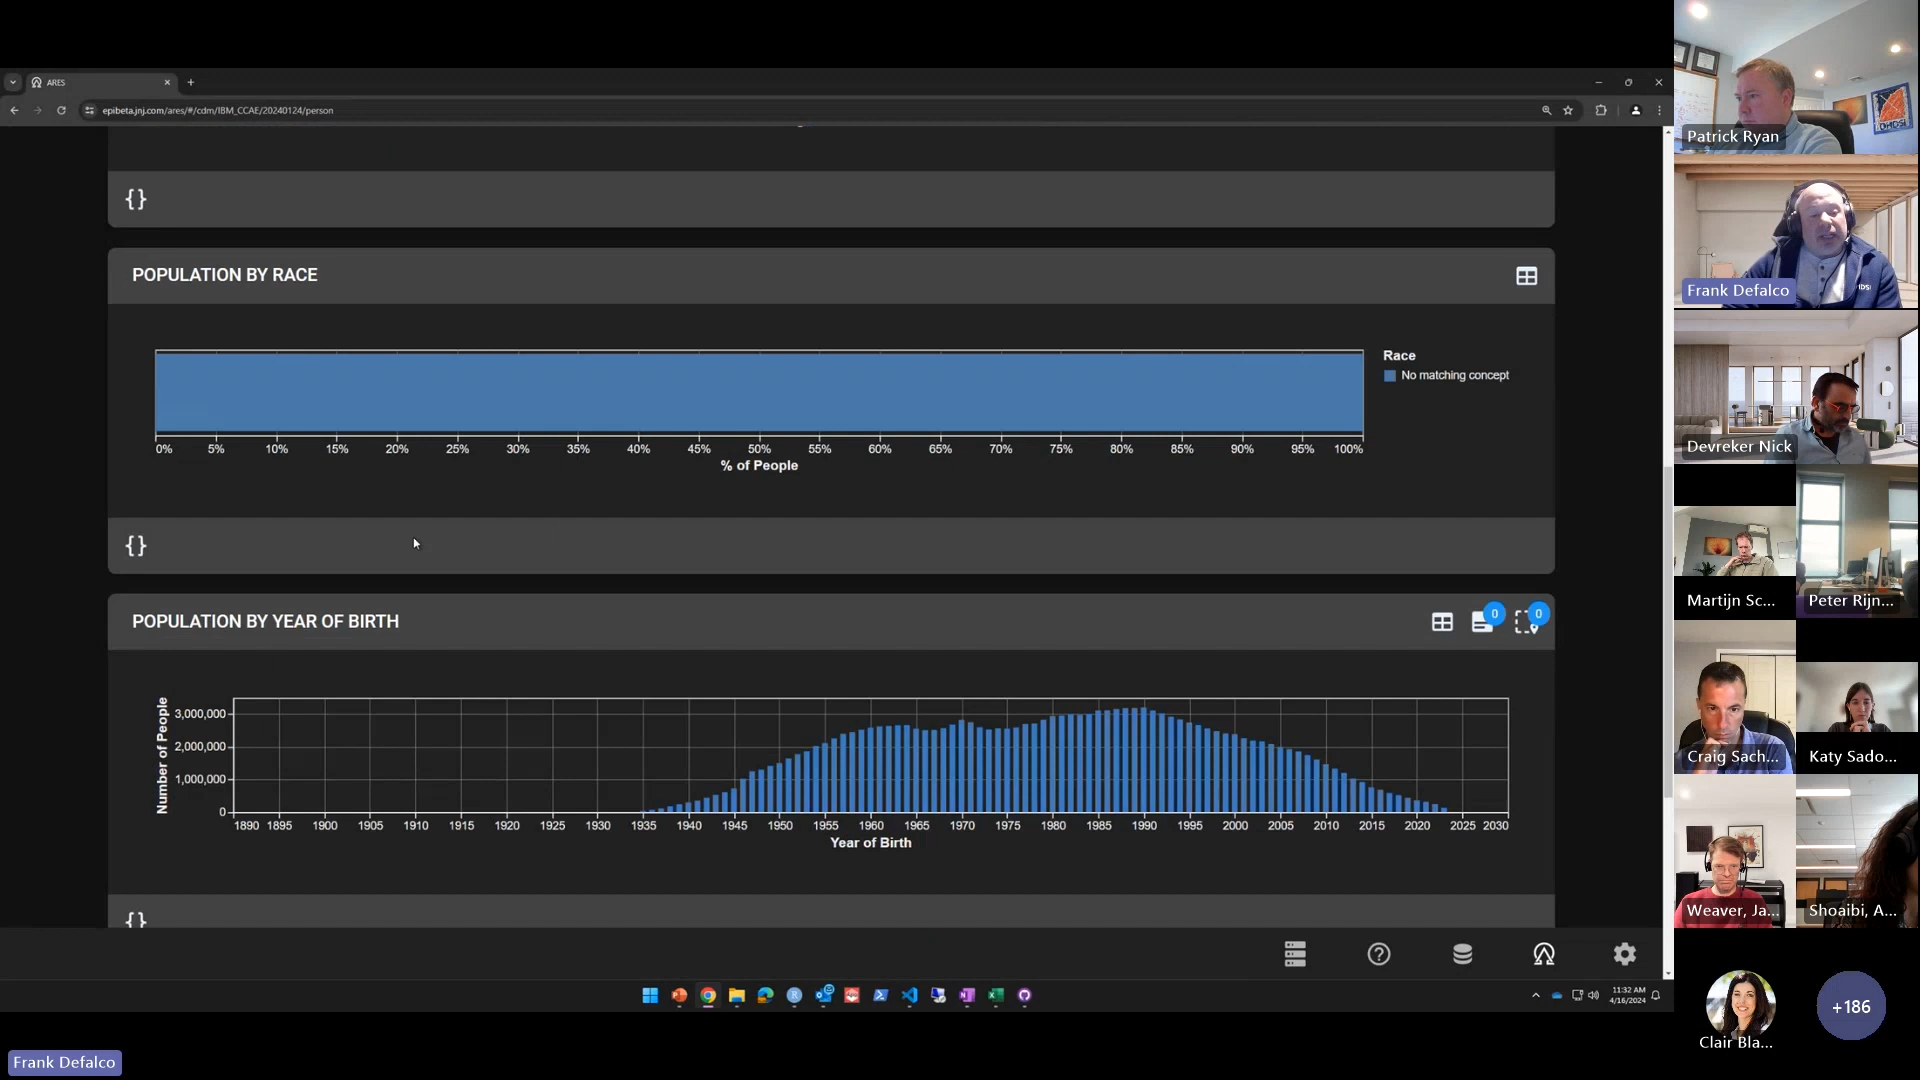 ARES
epibeta.jnj.com/ares/#/cdm/IBM_CCAE/20240124/person
{}
POPULATION BY RACE
Race
No matching concept
0% 5% 10% 15% 20% 25% 30% 35% 40% 45% 50% 55% 60% 65% 70% 75% 80% 85% 90% 95% 100%
% of People
{}
POPULATION BY YEAR OF BIRTH
0 0
Number of People
3,000,000
2,000,000
1,000,000
0
1890 1895 1900 1905 1910 1915 1920 1925 1930 1935 1940 1945 1950 1955 1960 1965 1970 1975 1980 1985 1990 1995 2000 2005 2010 2015 2020 2025 2030
Year of Birth
{}
11:32 AM
4/16/2024
Frank Defalco
OHDSI
Patrick Ryan
Frank Defalco
Devreker Nick
Martijn Sc...
Peter Rijn...
Craig Sach...
Katy Sado...
Weaver, Ja...
Shoaibi, A...
Clair Bla...
+186